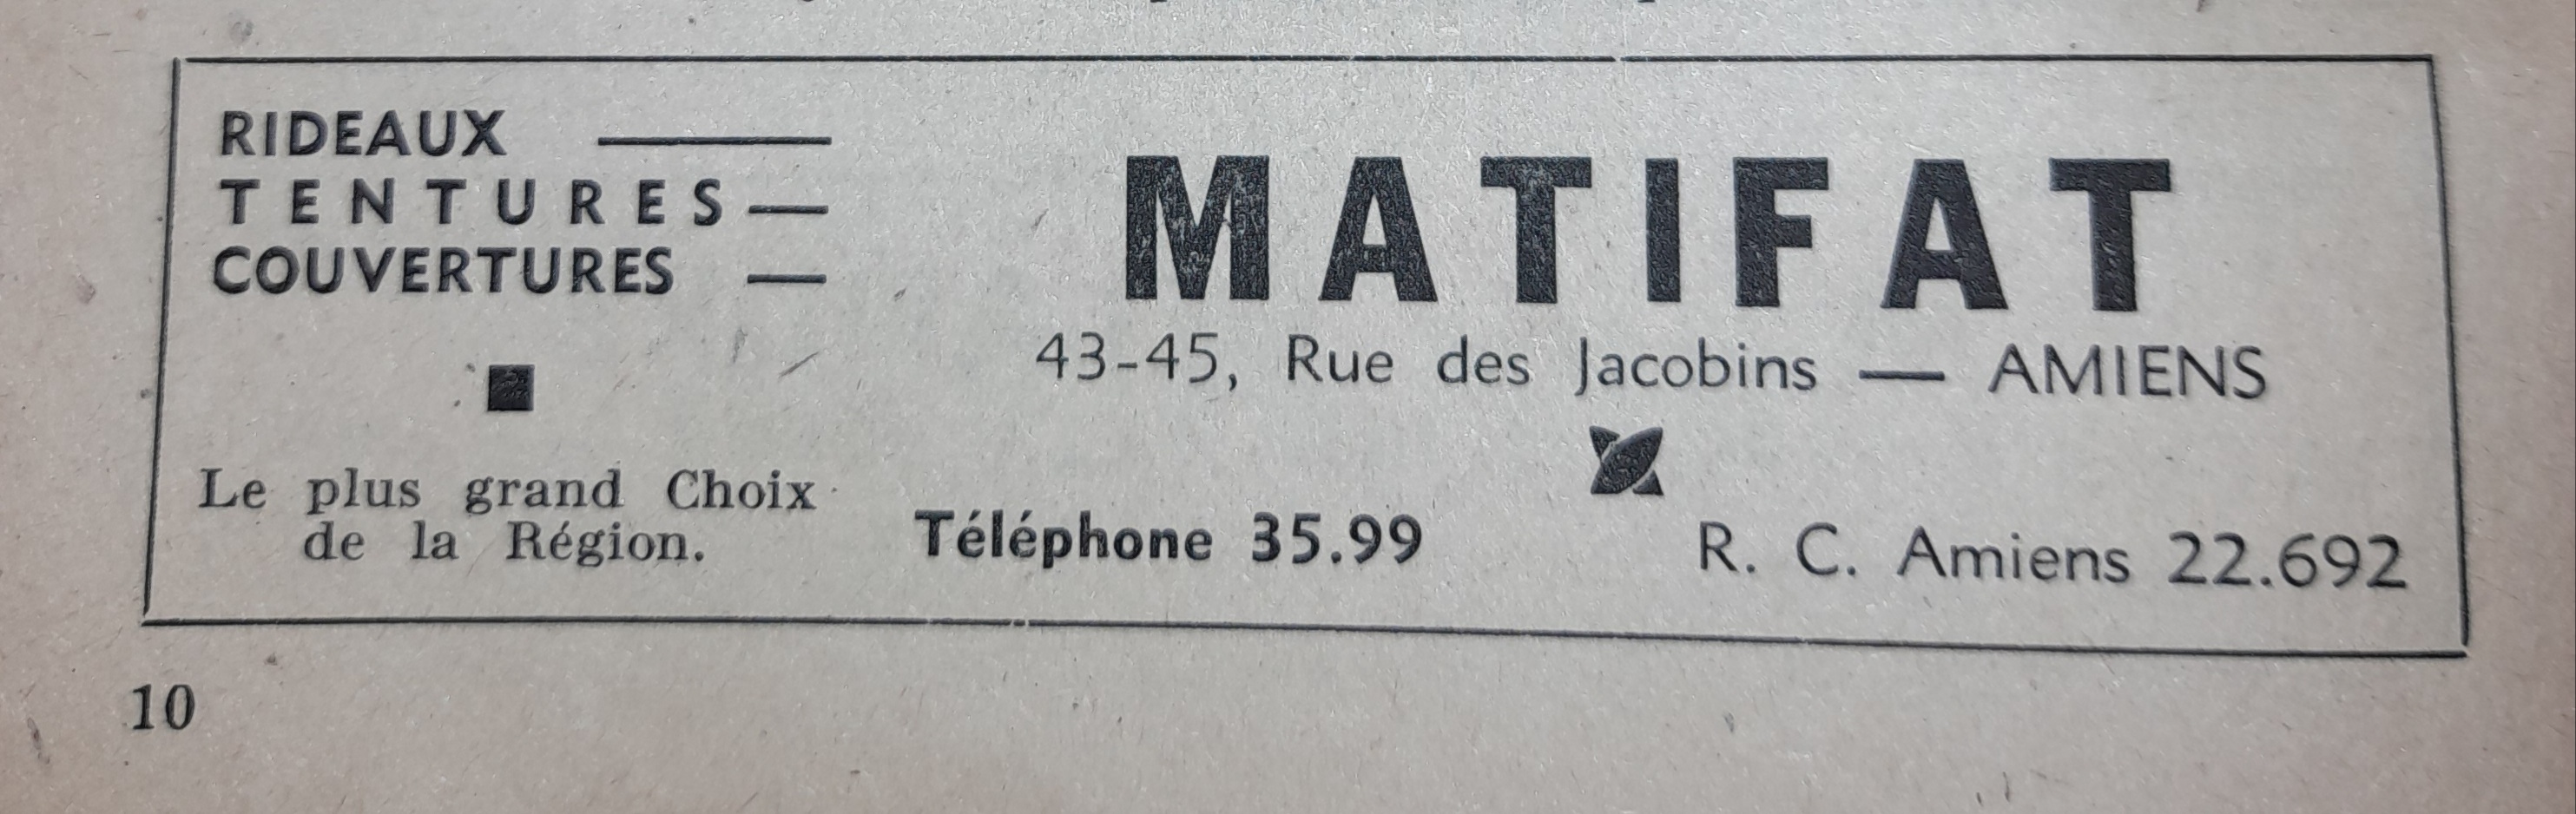 RIDEAUX ——
TENTURES —
COUVERTURES —
Le plus grand Choix
de la Région.
MATIFAT
43-45, Rue des Jacobins — AMIENS
Téléphone 35.99
R. C. Amiens 22.692
10